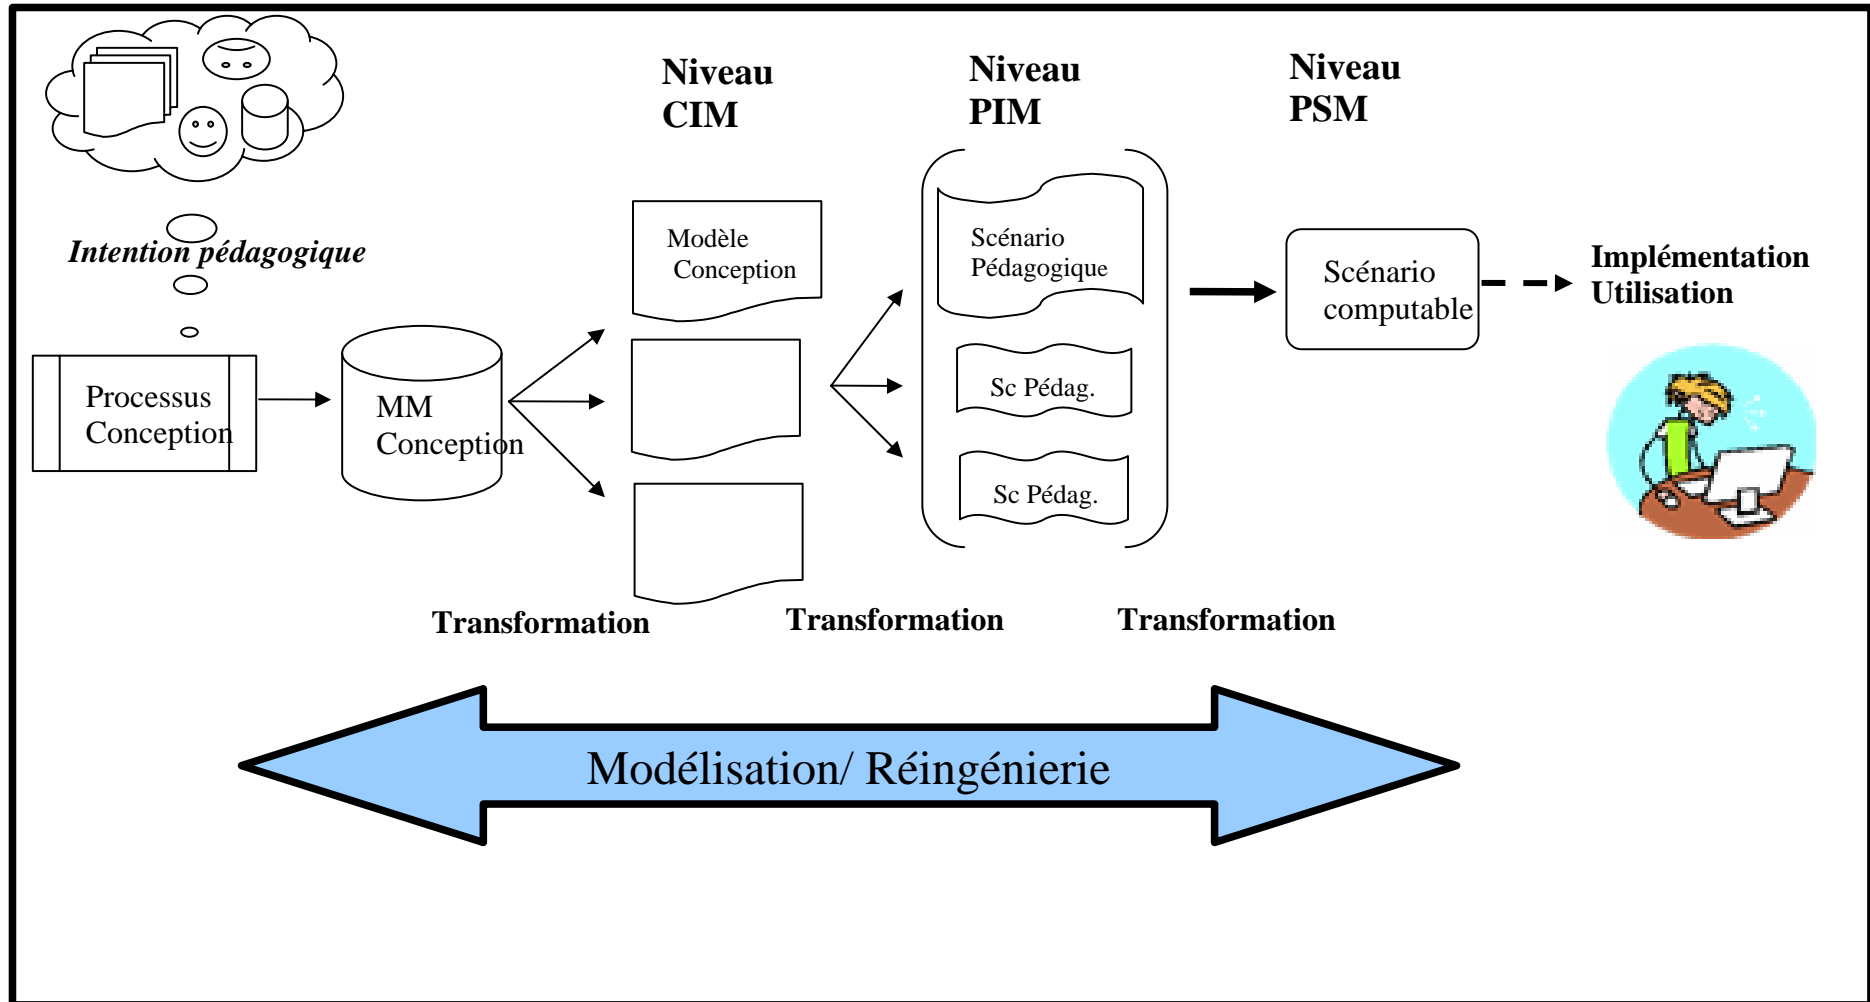 Niveau
CIM
Niveau
PIM
Niveau
PSM
Intention pédagogique
Processus
Conception
MM
Conception
Modèle
Conception
Scénario
Pédagogique
Sc Pédag.
Sc Pédag.
Scénario
computable
Implémentation
Utilisation
Transformation
Transformation
Transformation
Modélisation/ Réingénierie